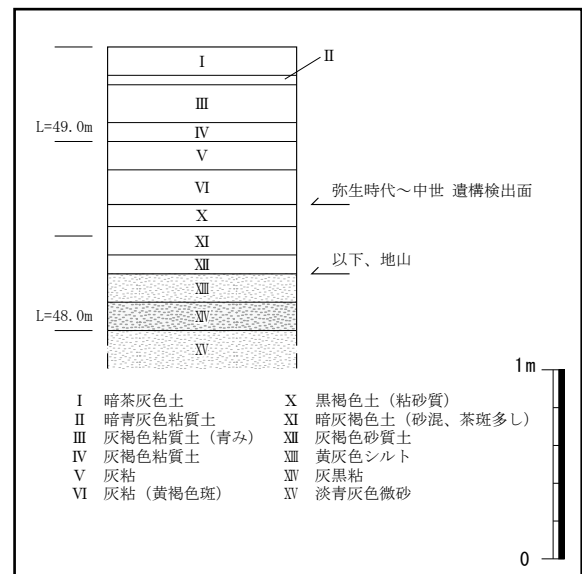 Ⅰ
Ⅱ
Ⅲ
L=49.0m
Ⅳ
Ⅴ
Ⅵ
弥生時代～中世 遺構検出面
Ⅹ
Ⅺ
以下、地山
Ⅻ
XIII
L=48.0m
XIV
XV
1m
Ⅰ 暗茶灰色土
Ⅱ 暗青灰色粘質土
Ⅲ 灰褐色粘質土（青み）
Ⅳ 灰褐色粘質土
Ⅴ 灰粘
Ⅵ 灰粘（黄褐色斑）
Ⅹ 黒褐色土（粘砂質）
Ⅺ 暗灰褐色土（砂混、茶斑多し）
Ⅻ 灰褐色砂質土
XIII 黄灰色シルト
XIV 灰黒粘
XV 淡青灰色微砂
0